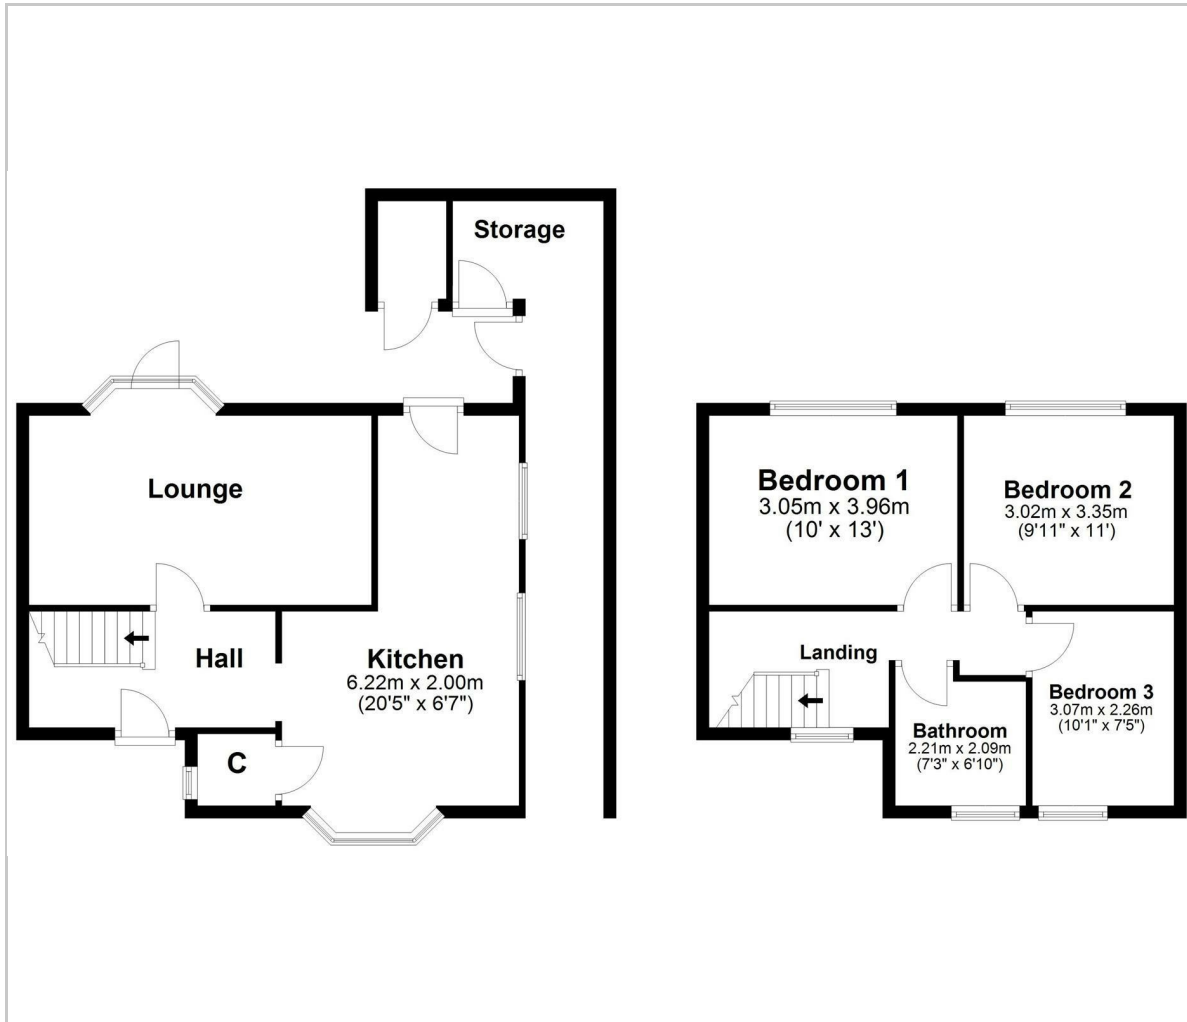 Storage
Lounge
Hall
Kitchen
6.22m x 2.00m
(20'5" x 6'7")
C
Bedroom 1
3.05m x 3.96m
(10' x 13')
Bedroom 2
3.02m x 3.35m
(9'11" x 11')
Landing
Bedroom 3
3.07m x 2.26m
(10'1" x 7'5")
Bathroom
2.21m x 2.09m
(7'3" x 6'10")